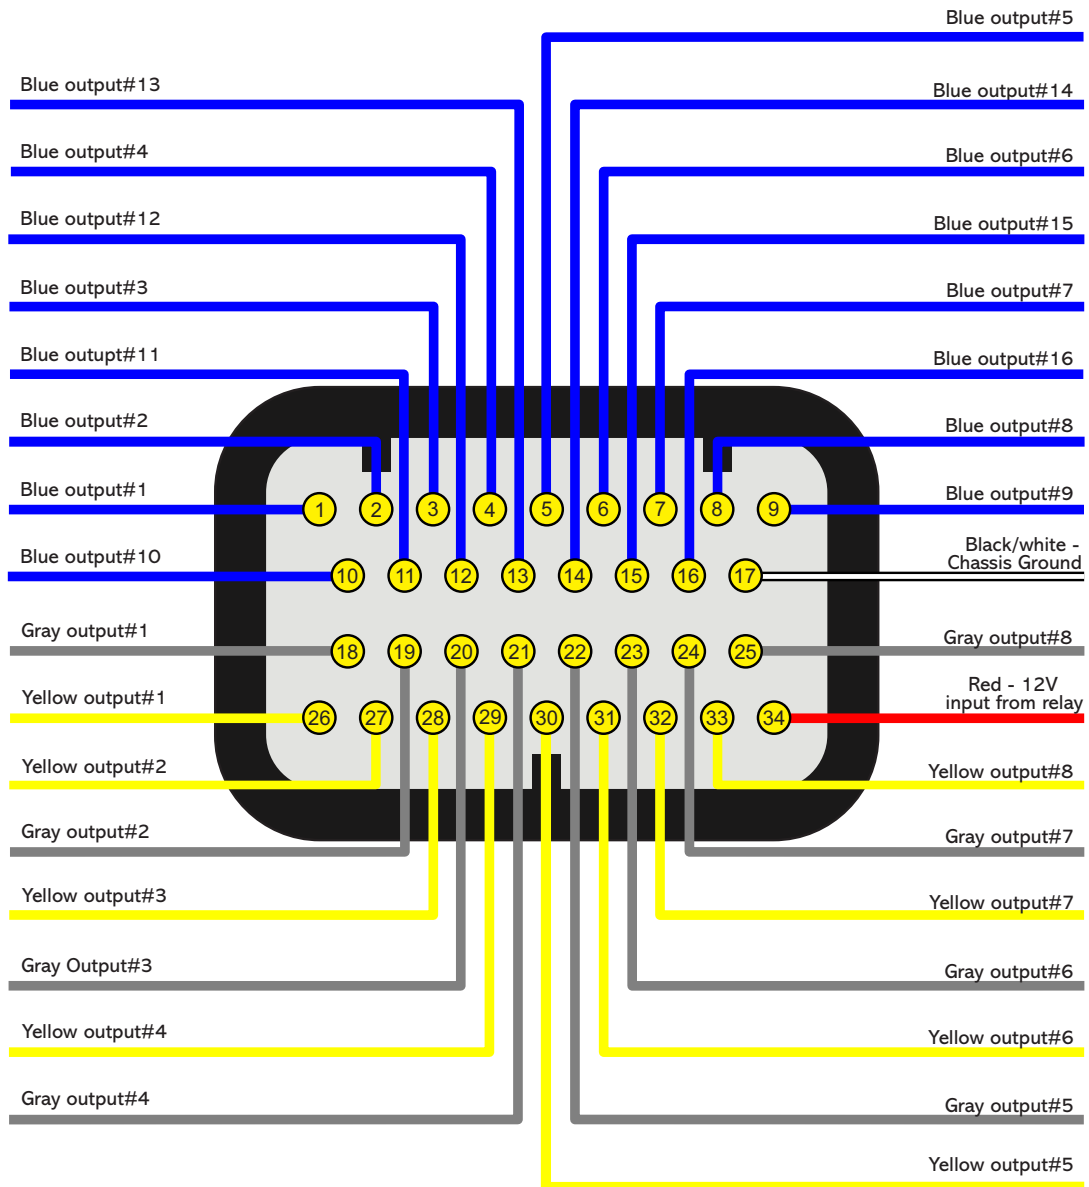 Blue output#5
Blue output#13
Blue output#14
Blue output#4
Blue output#6
Blue output#12
Blue output#15
Blue output#3
Blue output#7
Blue outupt#11
Blue output#16
Blue output#2
Blue output#8
Blue output#1
Blue output#9
1 2 3 4 5 6 7 8 9
Blue output#10
Black/white -
Chassis Ground
10 11 12 13 14 15 16 17
Gray output#1
Gray output#8
18 19 20 21 22 23 24 25
Yellow output#1
Red - 12V
input from relay
26 27 28 29 30 31 32 33 34
Yellow output#2
Yellow output#8
Gray output#2
Gray output#7
Yellow output#3
Yellow output#7
Gray Output#3
Gray output#6
Yellow output#4
Yellow output#6
Gray output#4
Gray output#5
Yellow output#5